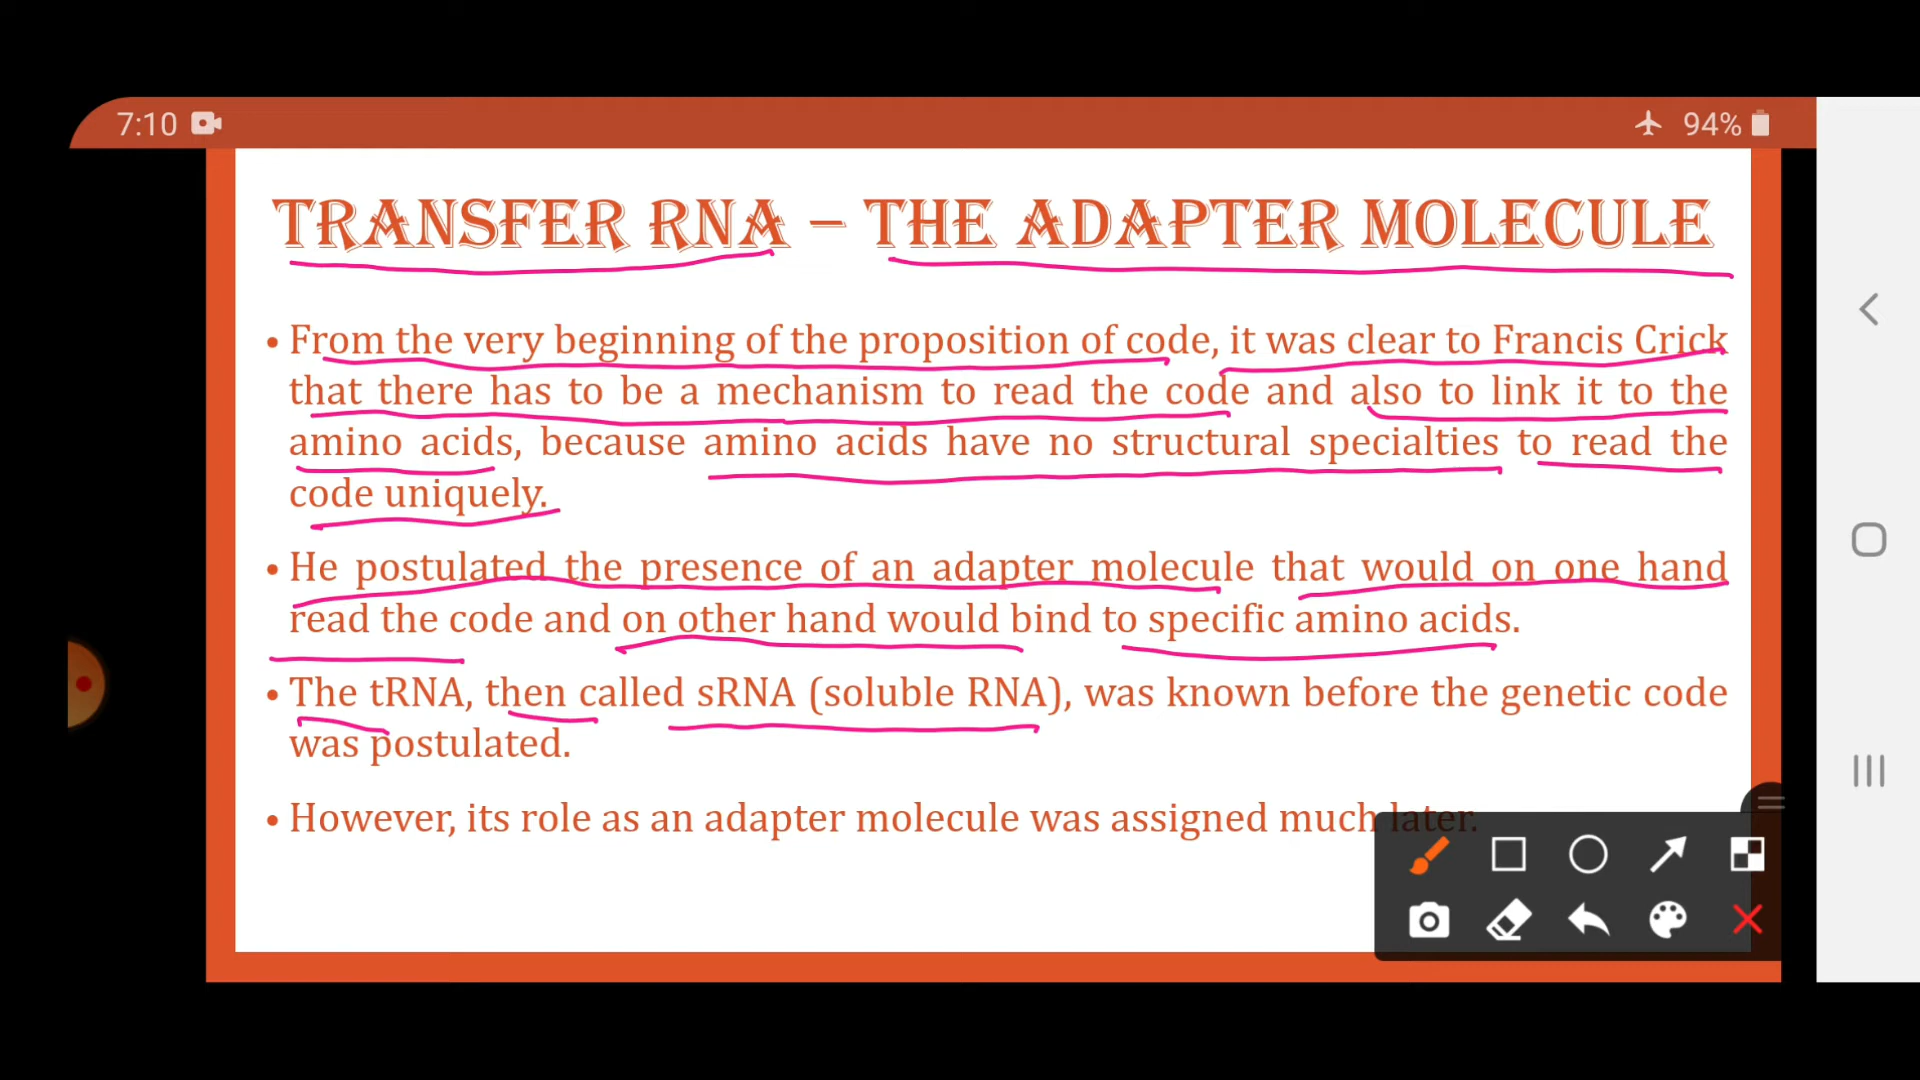 7:10
94%
TRANSFER RNA – THE ADAPTER MOLECULE
• From the very beginning of the proposition of code, it was clear to Francis Crick
that there has to be a mechanism to read the code and also to link it to the
amino acids, because amino acids have no structural specialties to read the
code uniquely.
• He postulated the presence of an adapter molecule that would on one hand
read the code and on other hand would bind to specific amino acids.
• The tRNA, then called sRNA (soluble RNA), was known before the genetic code
was postulated.
• However, its role as an adapter molecule was assigned much later.